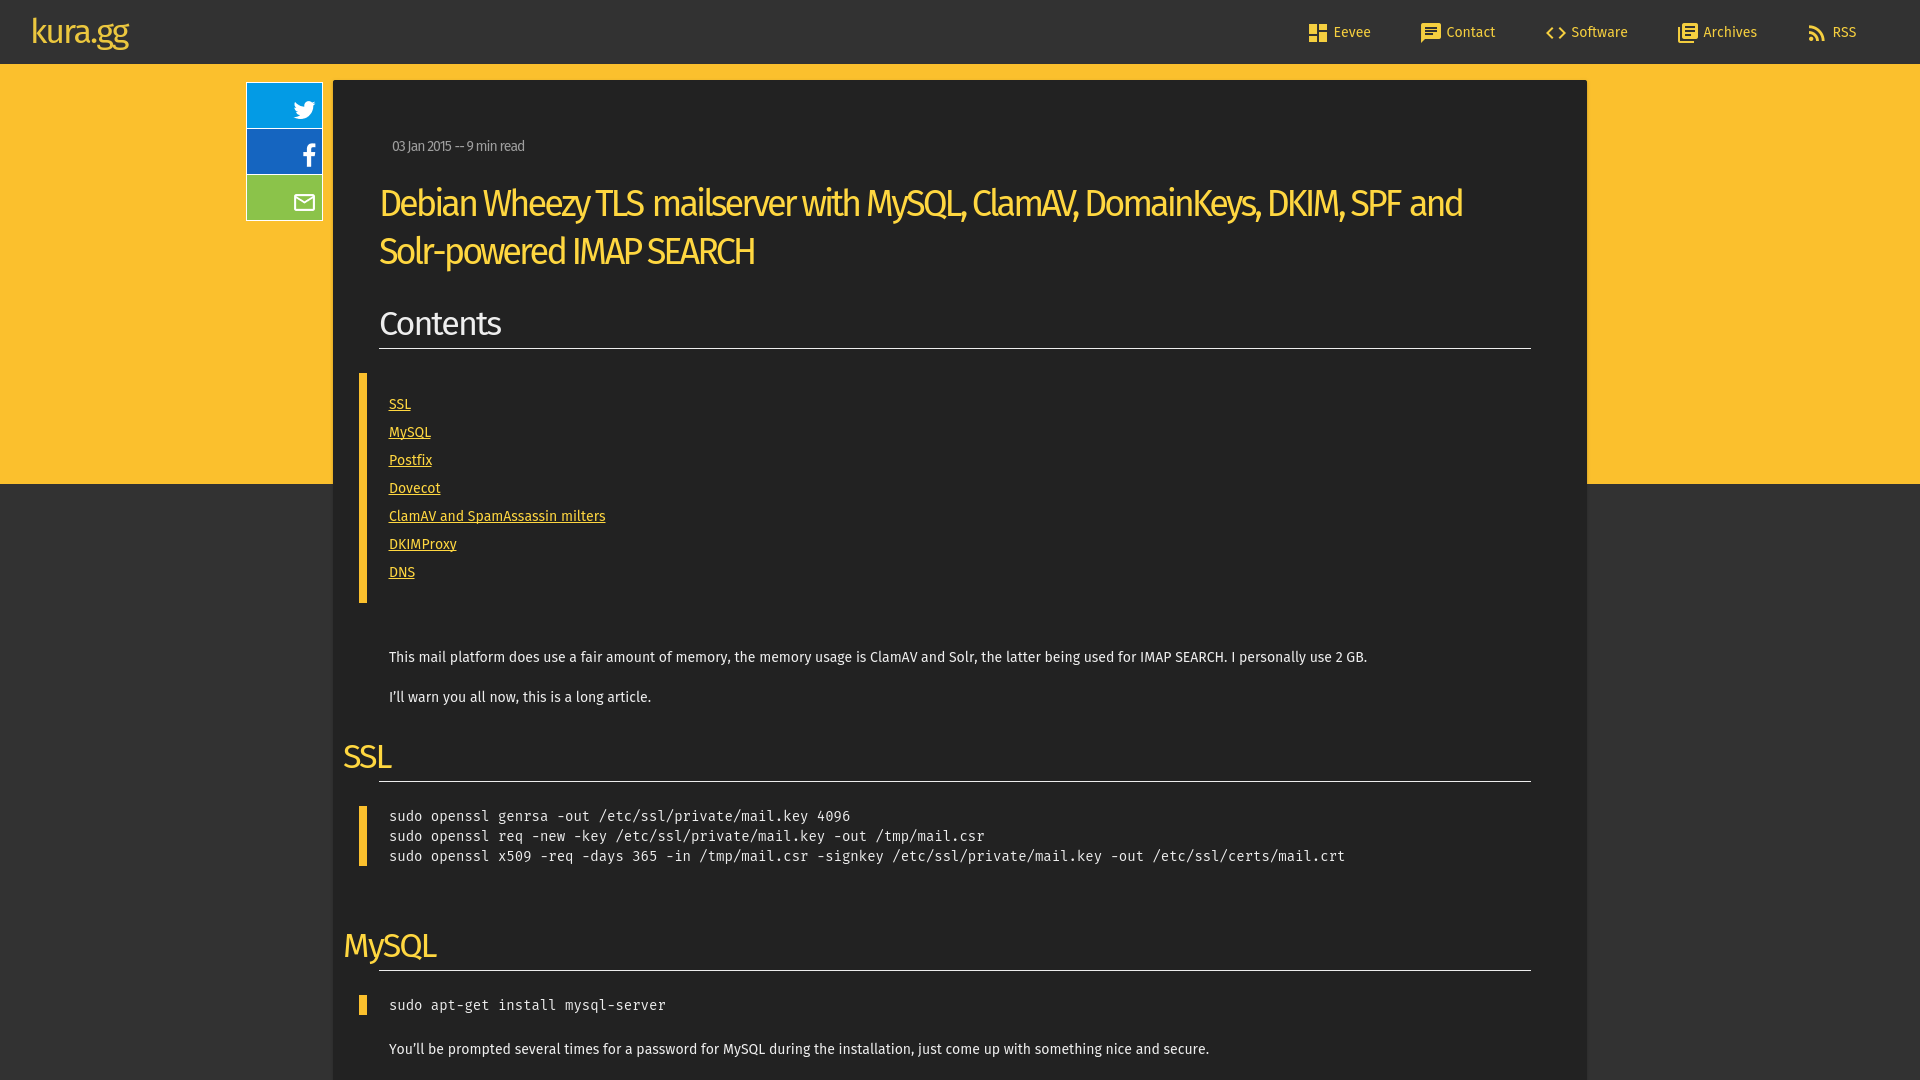 kura.gg
Eevee
Contact
Software
Archives
RSS
03 Jan 2015 -- 9 min read
Debian Wheezy TLS mailserver with MySQL, ClamAV, DomainKeys, DKIM, SPF and
Solr-powered IMAP SEARCH
Contents
SSL
MySQL
Postfix
Dovecot
ClamAV and SpamAssassin milters
DKIMProxy
DNS
This mail platform does use a fair amount of memory, the memory usage is ClamAV and Solr, the latter being used for IMAP SEARCH. I personally use 2 GB.
I’ll warn you all now, this is a long article.
SSL
sudo openssl genrsa -out /etc/ssl/private/mail.key 4096
sudo openssl req -new -key /etc/ssl/private/mail.key -out /tmp/mail.csr
sudo openssl x509 -req -days 365 -in /tmp/mail.csr -signkey /etc/ssl/private/mail.key -out /etc/ssl/certs/mail.crt
MySQL
sudo apt-get install mysql-server
You’ll be prompted several times for a password for MySQL during the installation, just come up with something nice and secure.